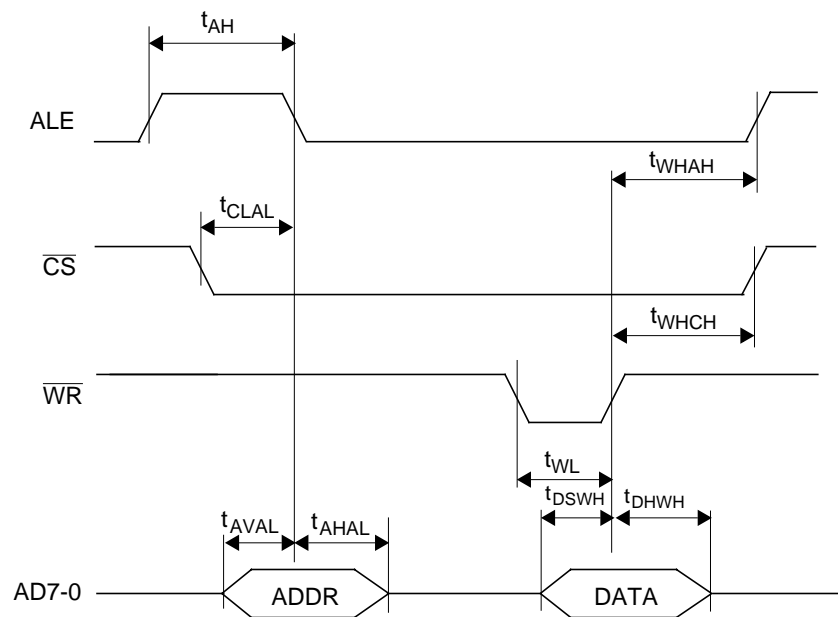 tAH
ALE
tWHAH
tCLAL
CS
tWHCH
WR
tWL
tDSWH
tDHWH
tAVAL
tAHAL
AD7-0
ADDR
DATA